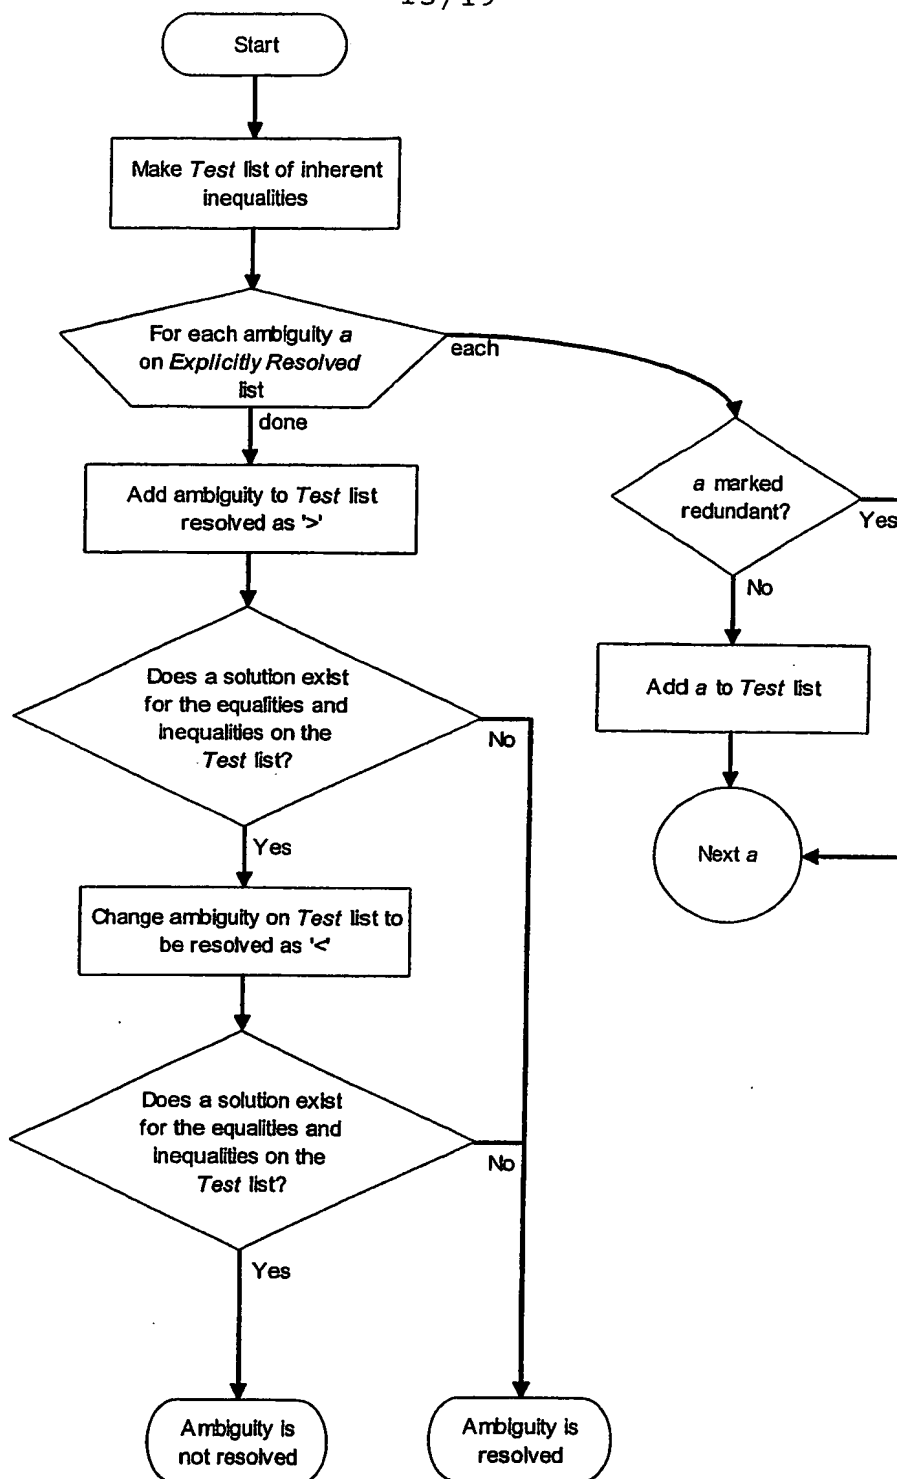 13/19
Start
Make Test list of inherent
inequalities
For each ambiguity a
on Explicitly Resolved
list
each
done
Add ambiguity to Test list
resolved as '>'
a marked
redundant?
Yes
No
Does a solution exist
for the equalities and
inequalities on the
Test list?
No
Add a to Test list
Yes
Next a
Change ambiguity on Test list to
be resolved as '<'
Does a solution exist
for the equalities and
inequalities on the
Test list?
No
Yes
Ambiguity is
not resolved
Ambiguity is
resolved